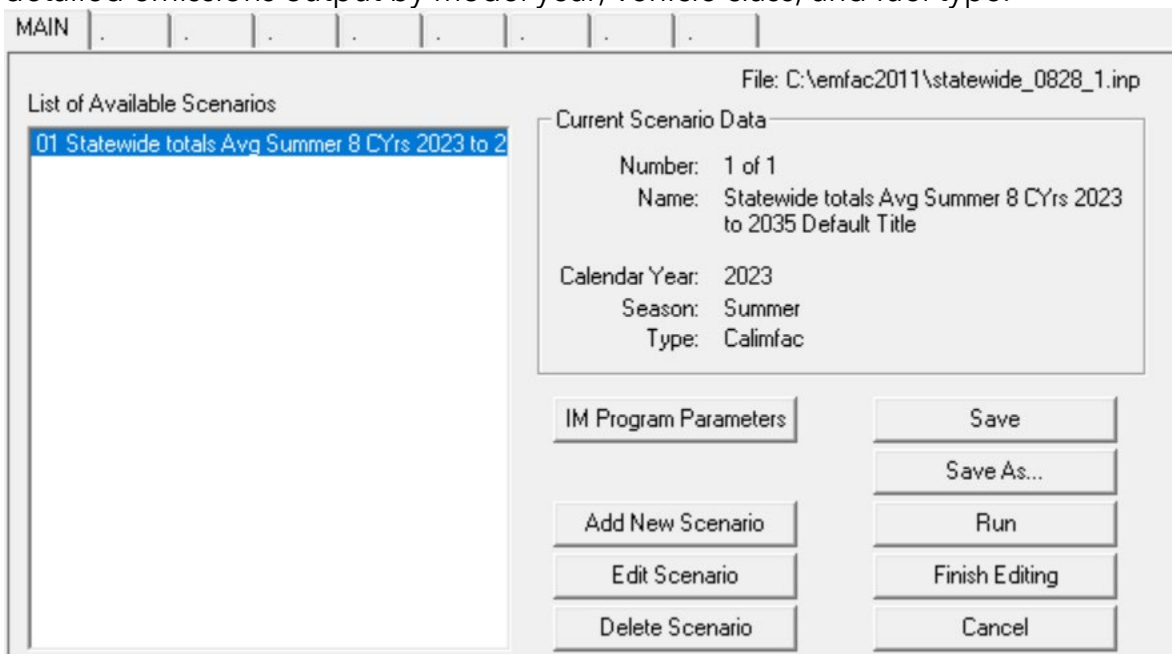 detailed emissions output by model year, vehicle class, and fuel type.
MAIN . . . . . . . .
File: C:\emfac2011\statewide_0828_1.inp
List of Available Scenarios
01 Statewide totals Avg Summer 8 CYrs 2023 to 2
Current Scenario Data
Number: 1 of 1
Name: Statewide totals Avg Summer 8 CYrs 2023
to 2035 Default Title
Calendar Year: 2023
Season: Summer
Type: Calimfac
IM Program Parameters
Save
Save As...
Add New Scenario
Run
Edit Scenario
Finish Editing
Delete Scenario
Cancel